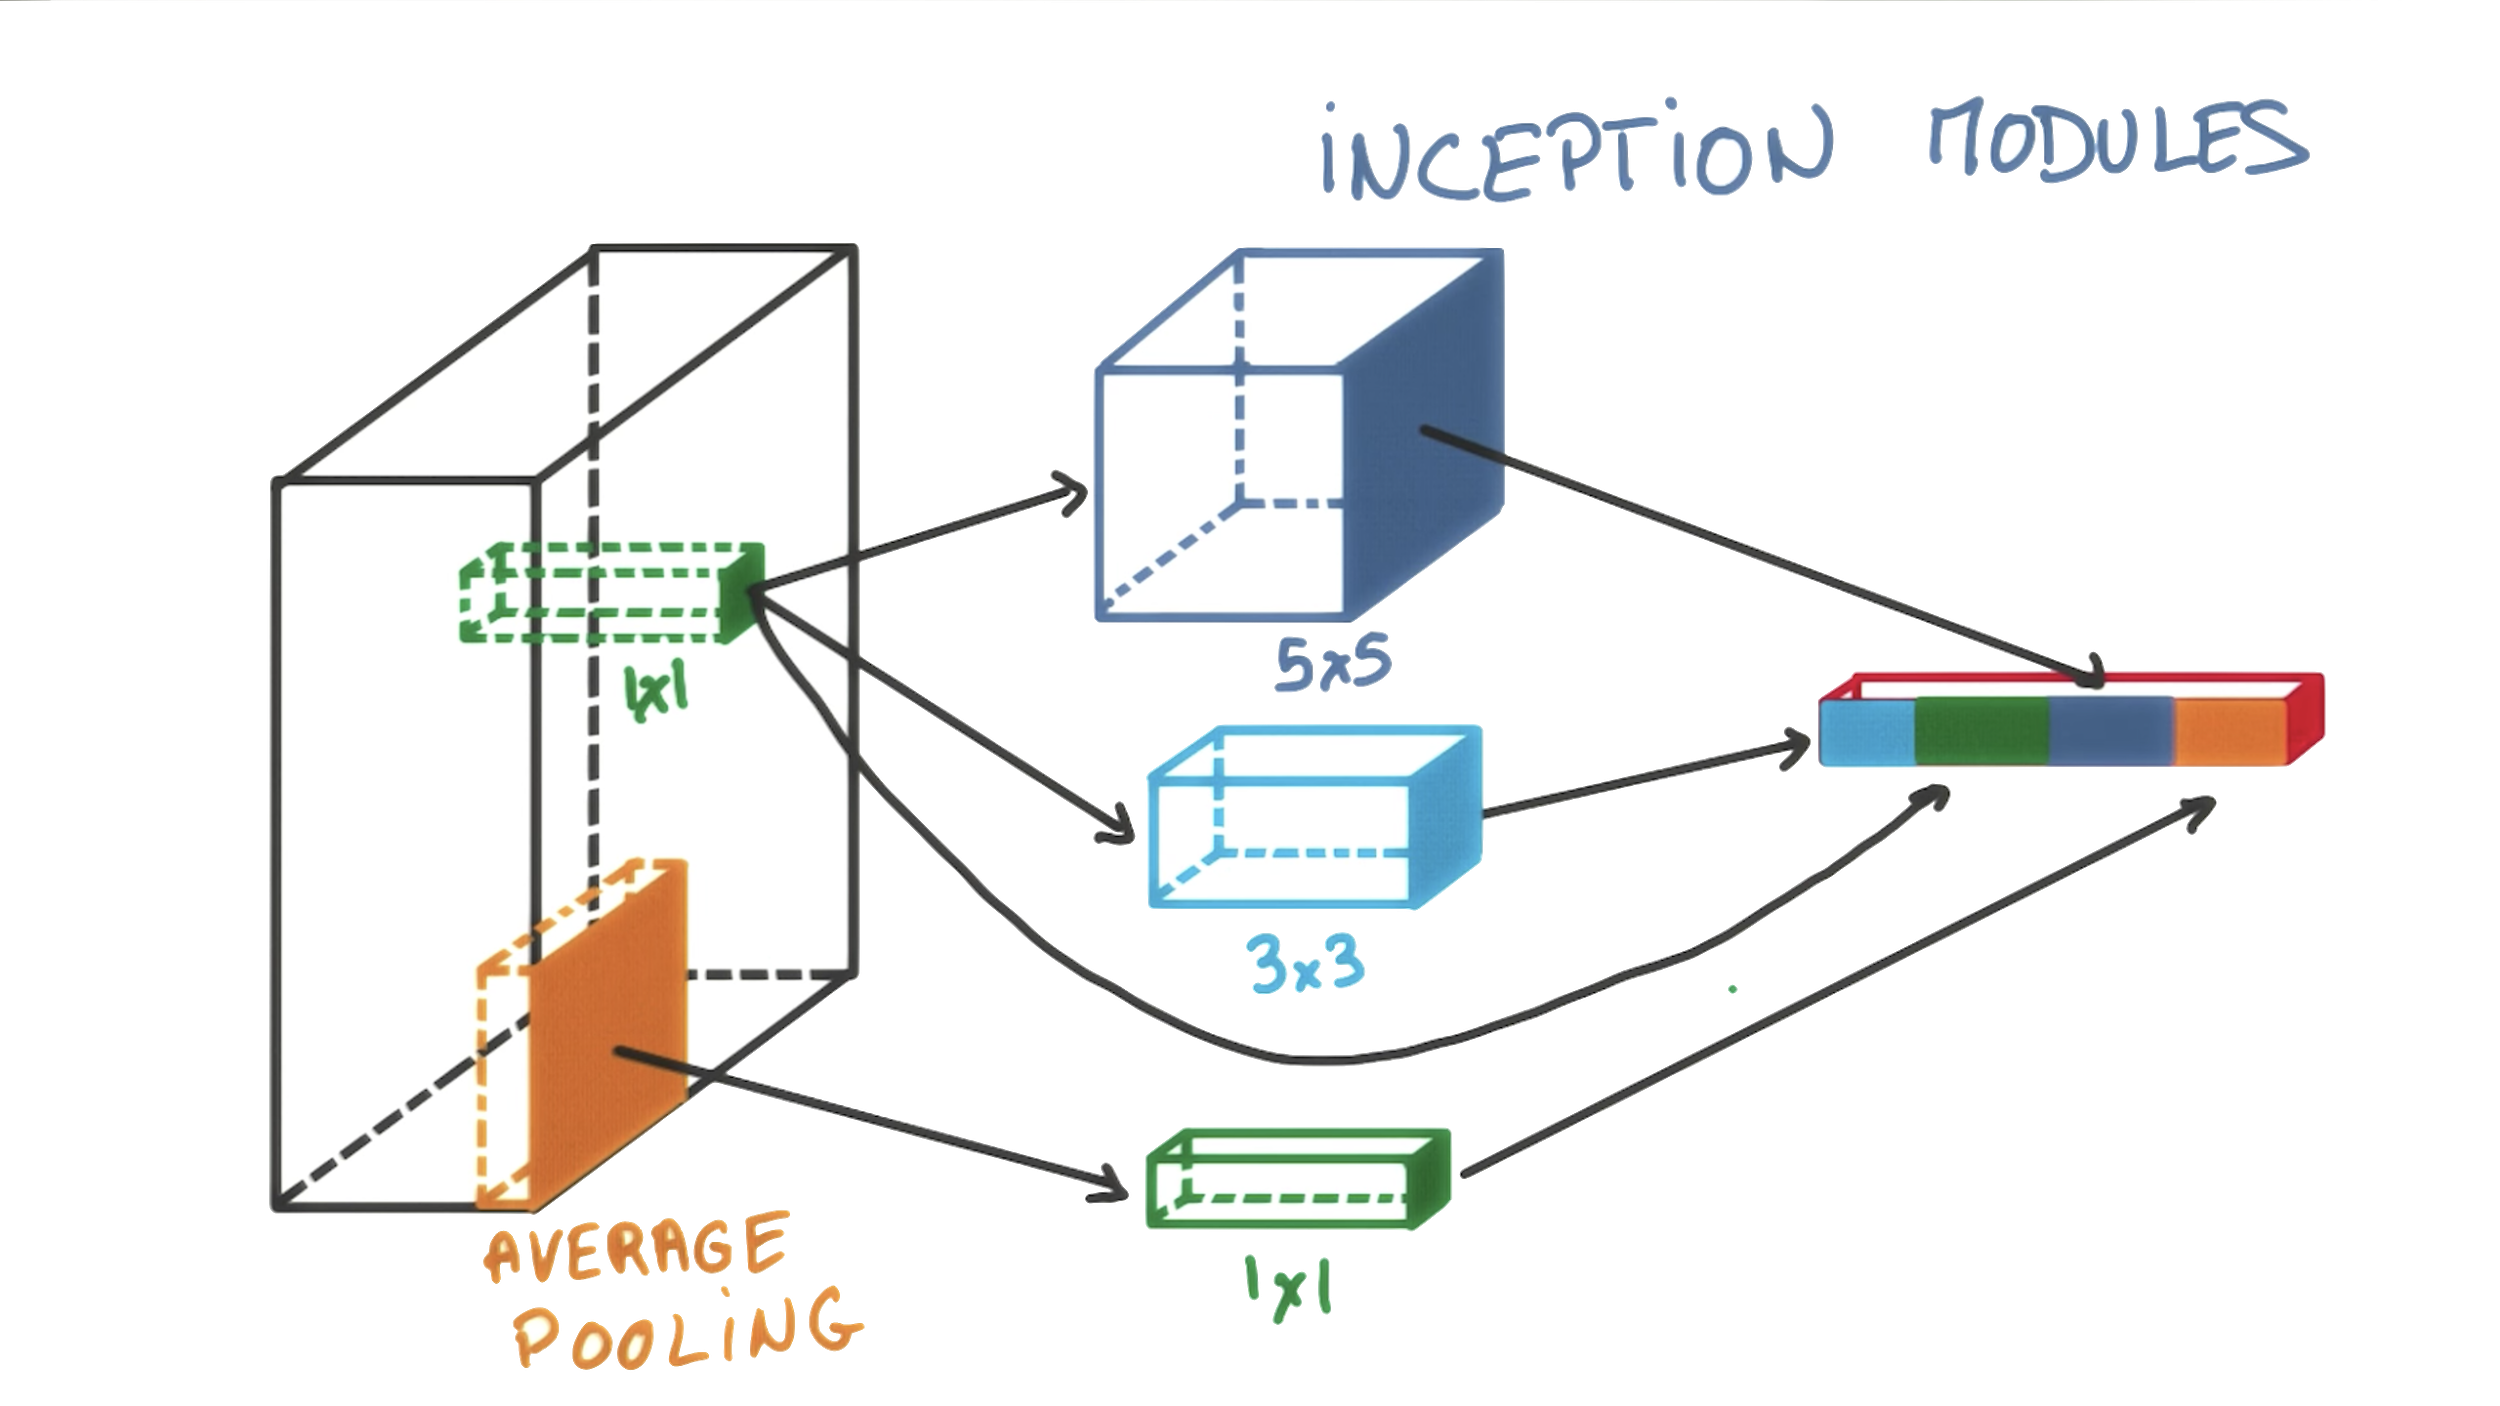 INCEPTION MODULES
5x5
1x1
3x3
AVERAGE
POOLING
1x1